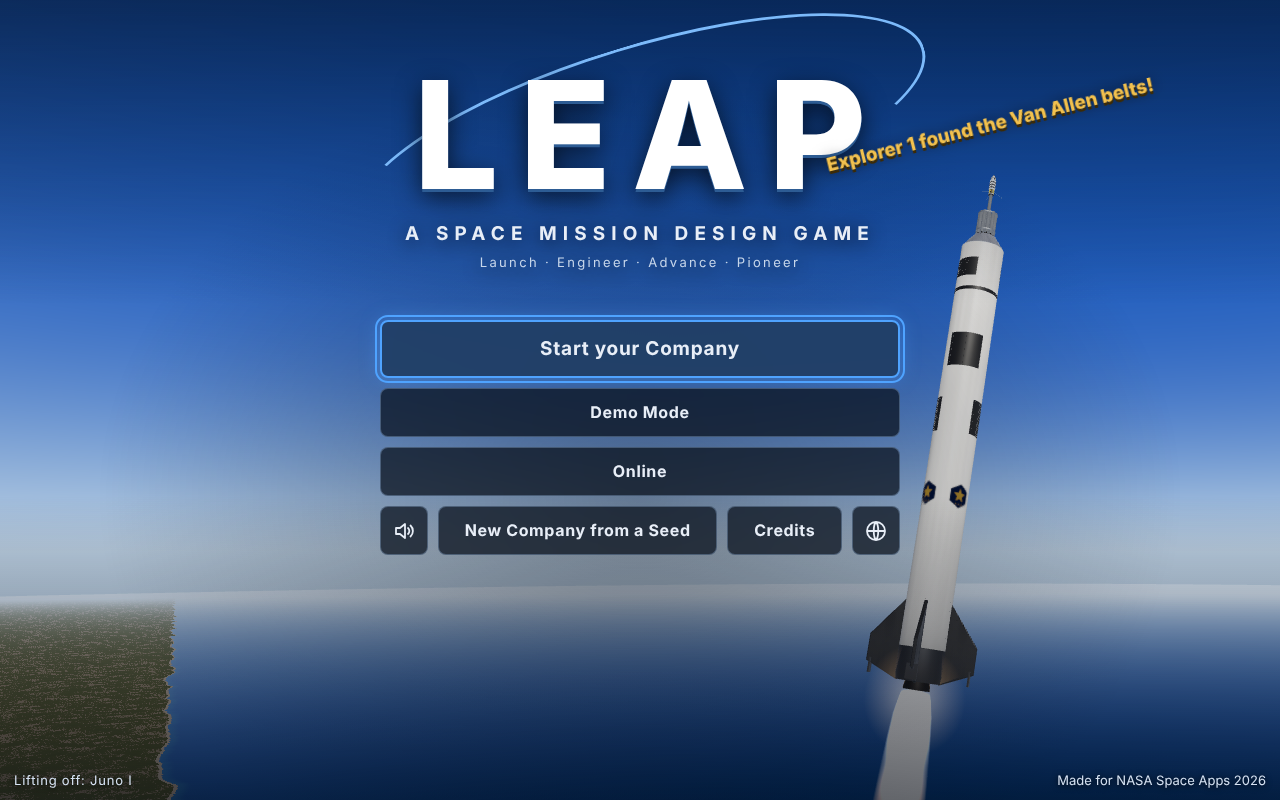 LEAP
Explorer 1 found the Van Allen belts!
A SPACE MISSION DESIGN GAME
Launch · Engineer · Advance · Pioneer
Start your Company
Demo Mode
Online
New Company from a Seed
Credits
Lifting off: Juno I
Made for NASA Space Apps 2026